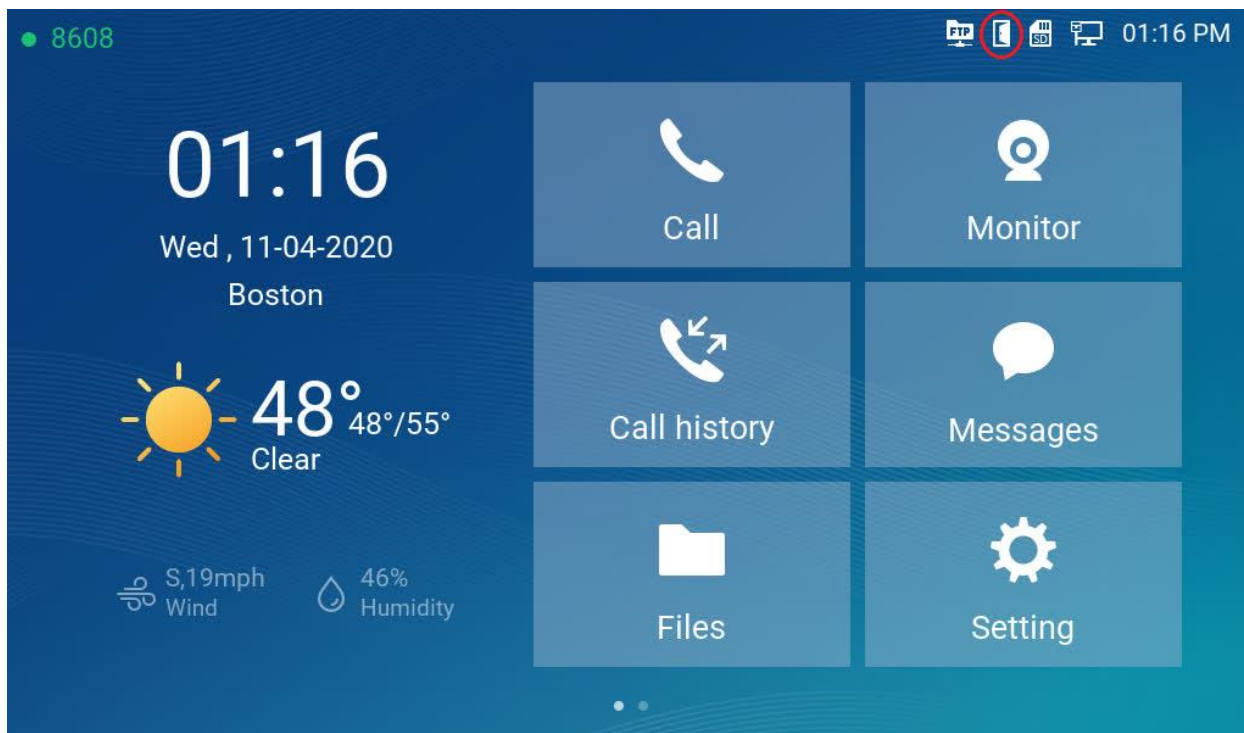 8608
FTP
SD
01:16 PM
01:16
Wed , 11-04-2020
Boston
48°
48°/55°
Clear
S,19mph
Wind
46%
Humidity
Call
Monitor
Call history
Messages
Files
Setting